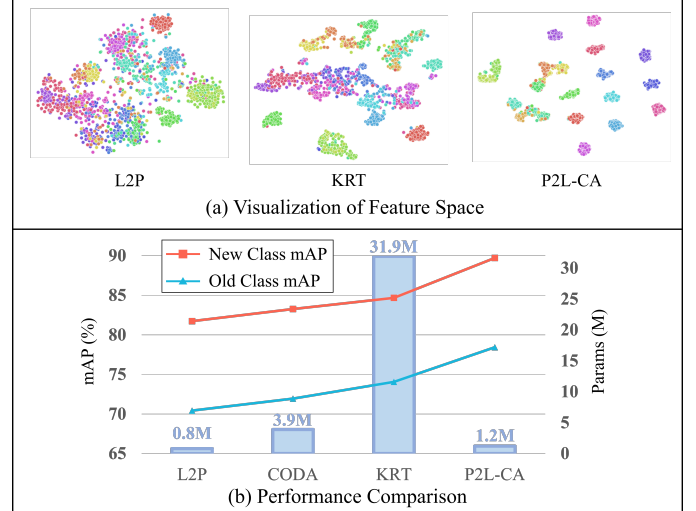 L2P KRT P2L-CA
(a) Visualization of Feature Space
90 31.9M
New Class mAP 30
85 Old Class mAP 25
80 20
mAP (%) Params (M)
75 15
70 10
0.8M 3.9M 1.2M 5
65 0
L2P CODA KRT P2L-CA
(b) Performance Comparison